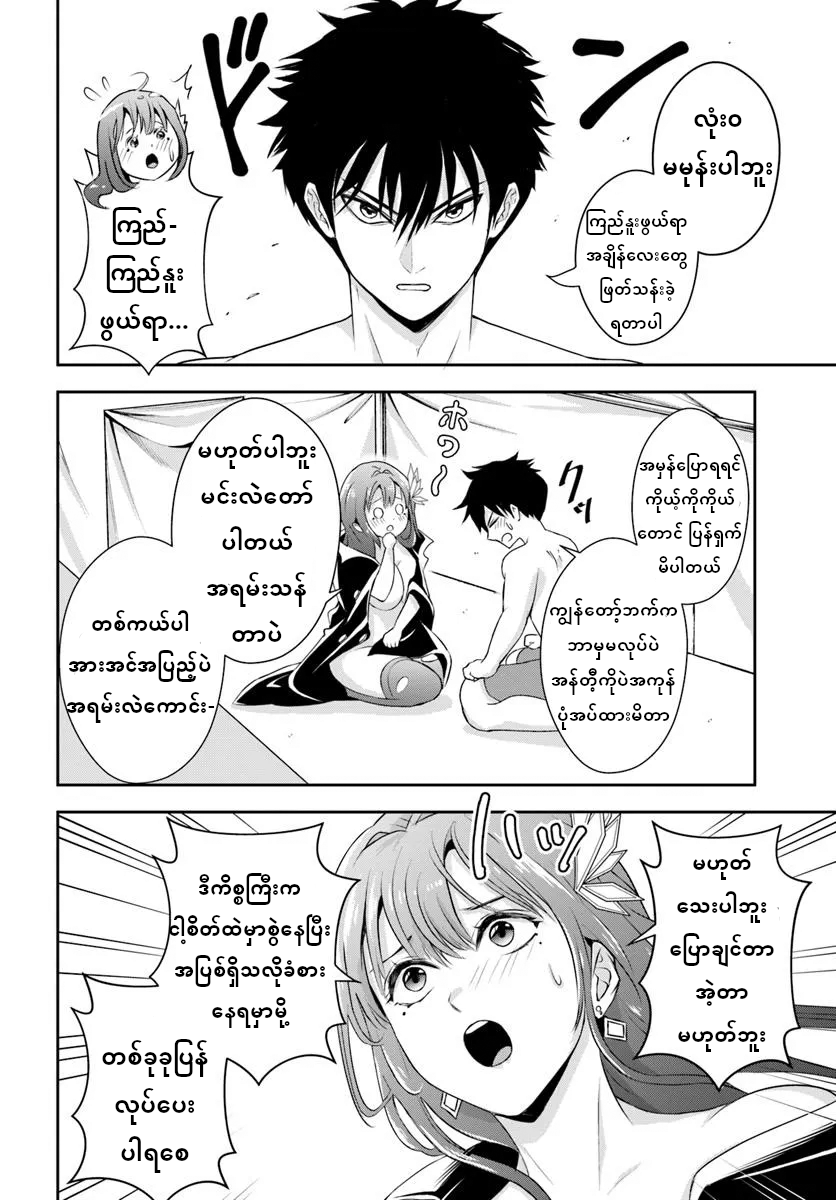 ドン
လုံးဝ
မမုန်းပါဘူး
ကြည်နူးဖွယ်ရာ
အချိန်လေးတွေ
ဖြတ်သန်းခဲ့
ရတာပါ
ကြည်-
ကြည်နူး
ဖွယ်ရာ...
အမှန်ပြောရရင်
ကိုယ့်ကိုကိုယ်
တောင် ပြန်ရှက်
မိပါတယ်
ကျွန်တော့်ဘက်က
ဘာမှမလုပ်ပဲ
အန်တီ့ကိုပဲအကုန်
ပုံအပ်ထားမိတာ
ホワ〜
မဟုတ်ပါဘူး
မင်းလဲတော်
ပါတယ်
အရမ်းသန်
တာပဲ
တစ်ကယ်ပါ
အားအင်အပြည့်ပဲ
အရမ်းလဲကောင်း-
မဟုတ်
သေးပါဘူး
ပြောချင်တာ
အဲ့တာ
မဟုတ်ဘူး
ဒီကိစ္စကြီးက
ငါ့စိတ်ထဲမှာစွဲနေပြီး
အပြစ်ရှိသလိုခံစား
နေရမှာမို့
တစ်ခုခုပြန်
လုပ်ပေး
ပါရစေ